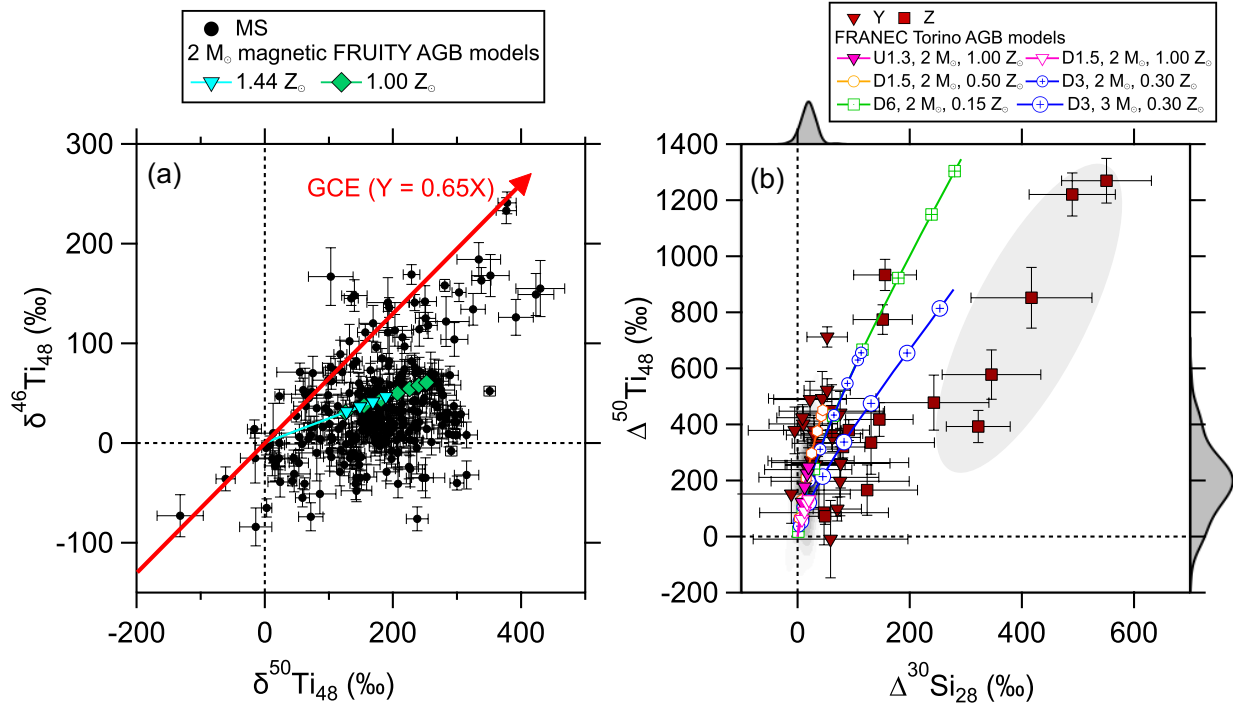 MS
2 M☉ magnetic FRUITY AGB models
1.44 Z☉ 1.00 Z☉
(a)
GCE (Y = 0.65X)
300
200
100
0
-100
δ⁴⁶Ti₄₈ (‰)
-200 0 200 400
δ⁵⁰Ti₄₈ (‰)
Y Z
FRANEC Torino AGB models
U1.3, 2 M☉, 1.00 Z☉ D1.5, 2 M☉, 1.00 Z☉
D1.5, 2 M☉, 0.50 Z☉ D3, 2 M☉, 0.30 Z☉
D6, 2 M☉, 0.15 Z☉ D3, 3 M☉, 0.30 Z☉
(b)
1400
1200
1000
800
600
400
200
0
-200
Δ⁵⁰Ti₄₈ (‰)
0 200 400 600
Δ³⁰Si₂₈ (‰)